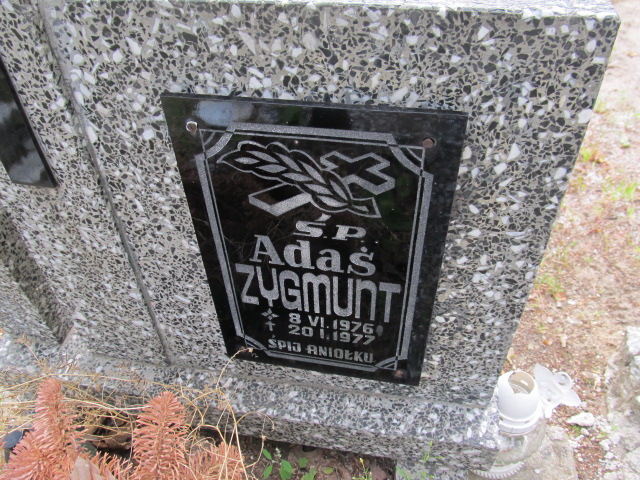 Ś.P.
Adaś
ZYGMUNT
8 VI.1976
20 I.1977
ŚPIJ ANIOŁKU